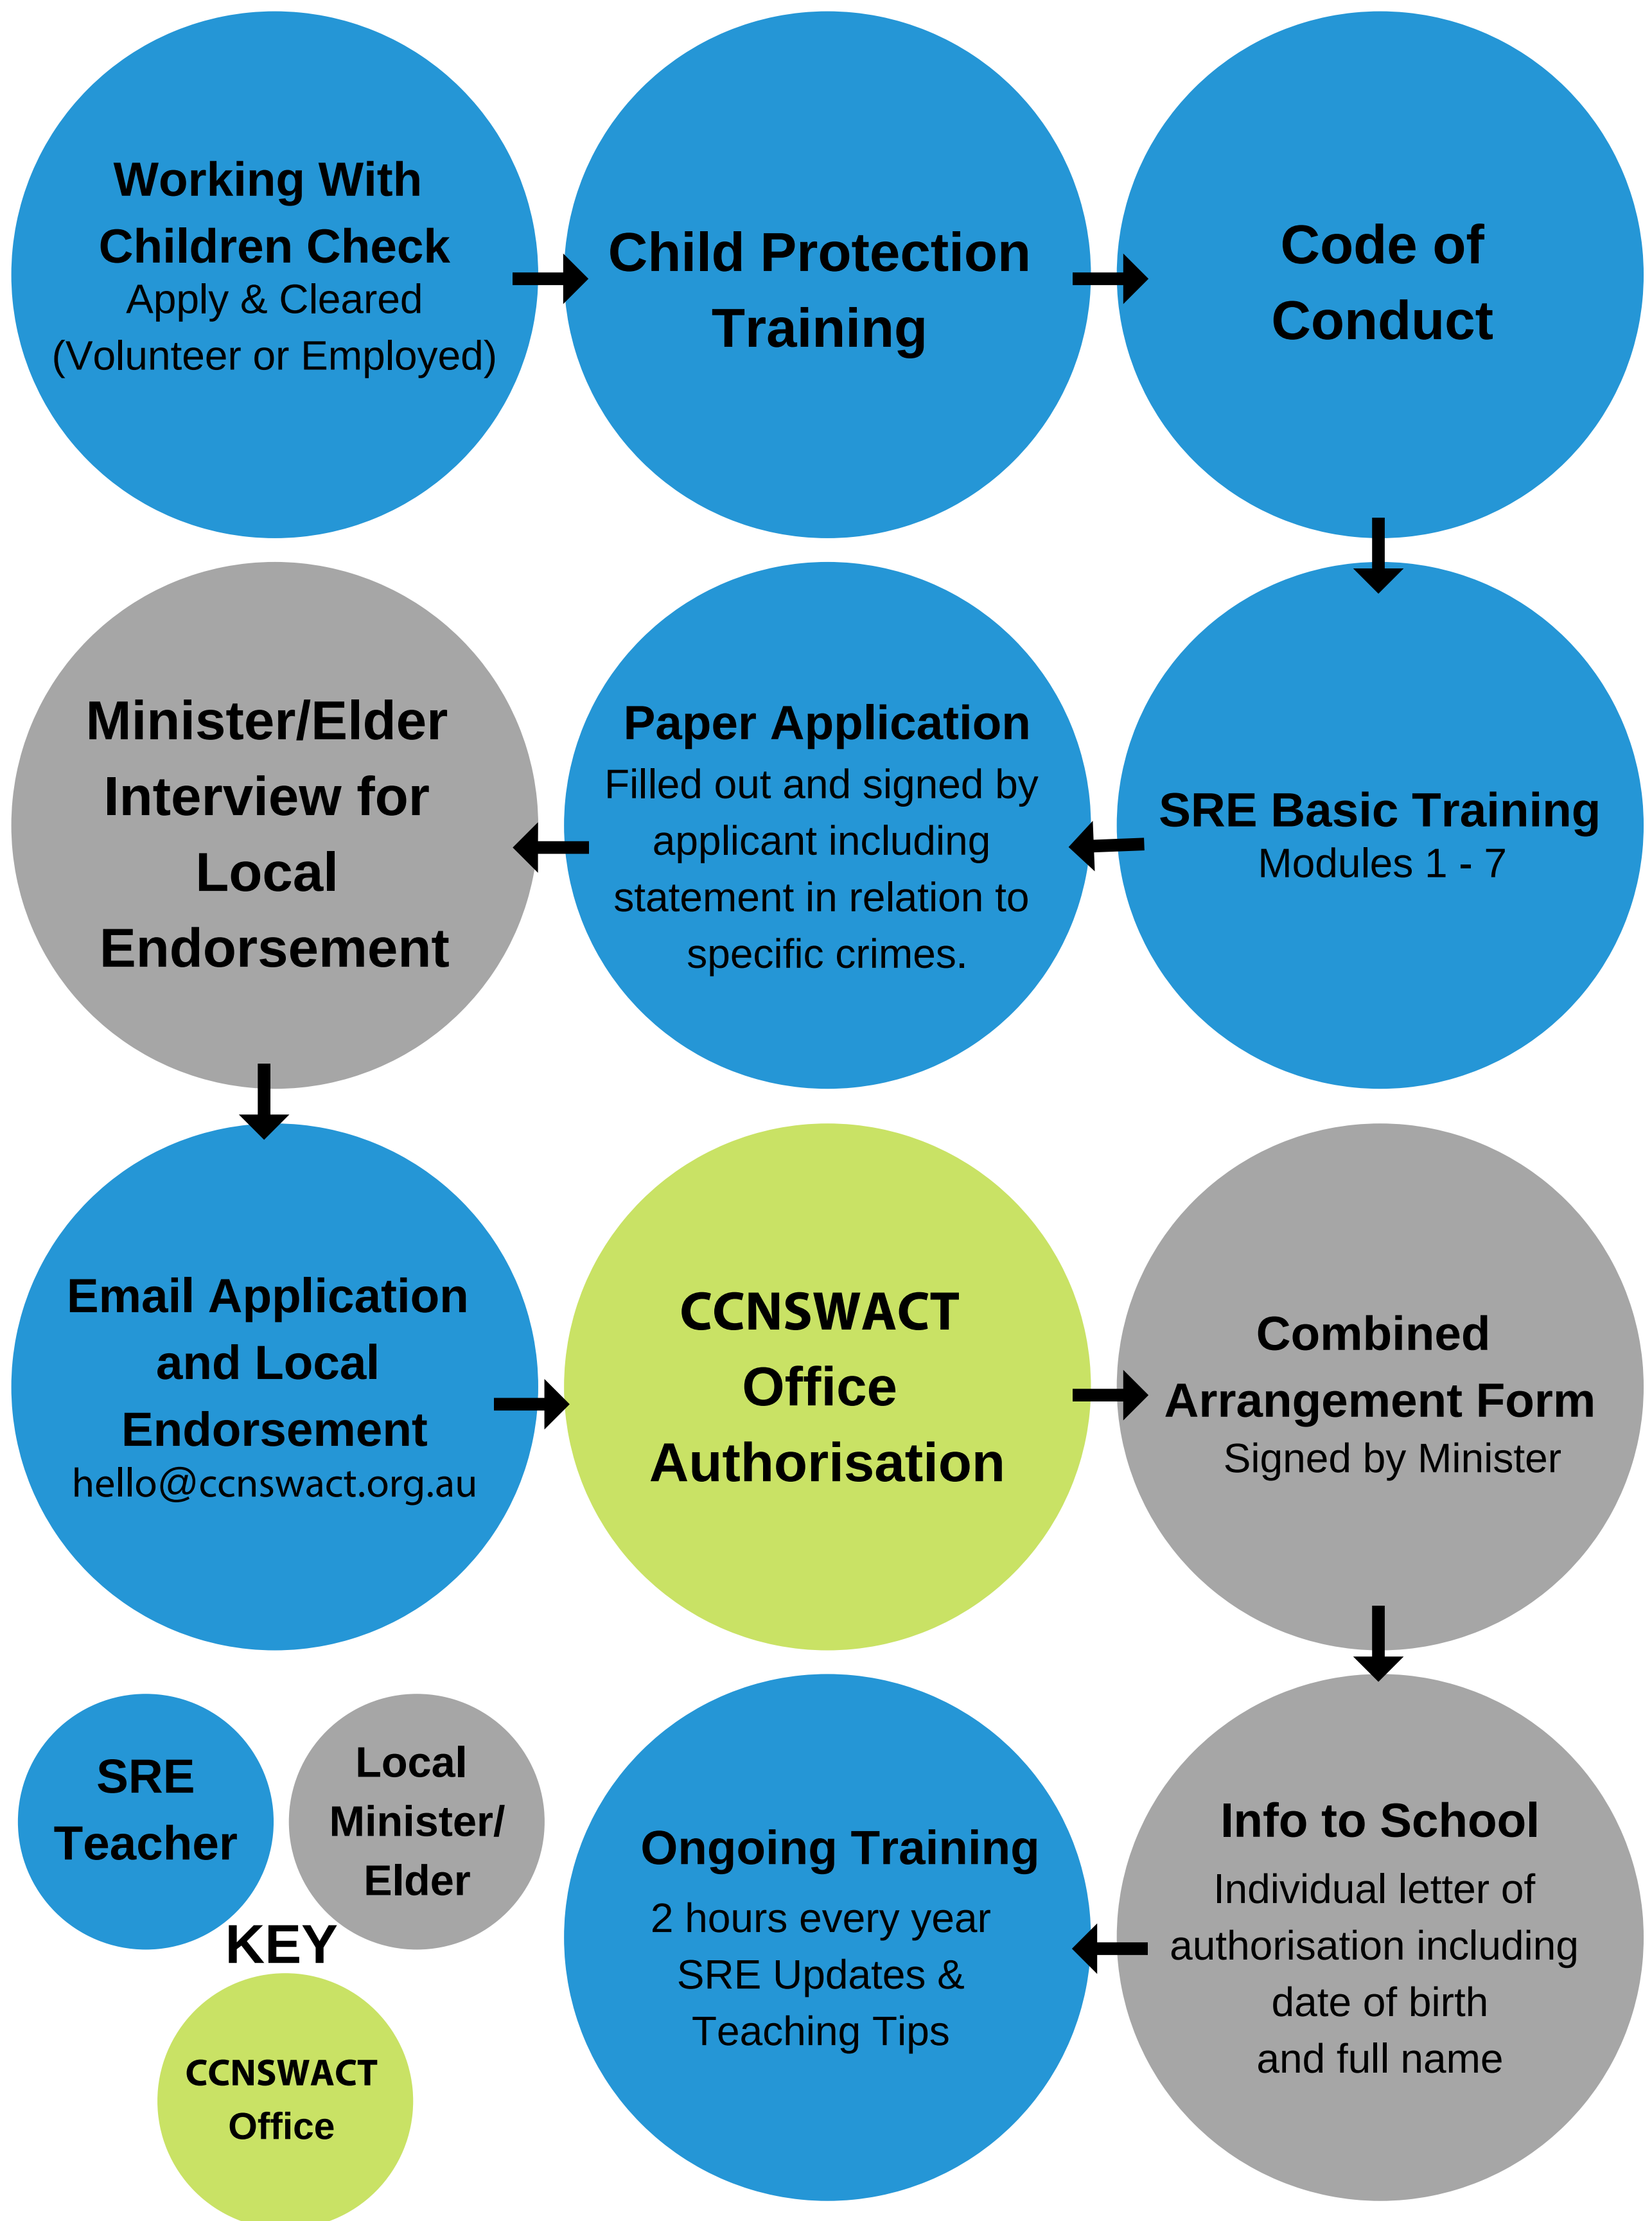 Working With
Children Check
Apply & Cleared
(Volunteer or Employed)
Child Protection
Training
Code of
Conduct
SRE Basic Training
Modules 1 - 7
Paper Application
Filled out and signed by
applicant including
statement in relation to
specific crimes.
Minister/Elder
Interview for
Local
Endorsement
Email Application
and Local
Endorsement
hello@ccnswact.org.au
CCNSWACT
Office
Authorisation
Combined
Arrangement Form
Signed by Minister
Info to School
Individual letter of
authorisation including
date of birth
and full name
Ongoing Training
2 hours every year
SRE Updates &
Teaching Tips
SRE
Teacher
Local
Minister/
Elder
KEY
CCNSWACT
Office